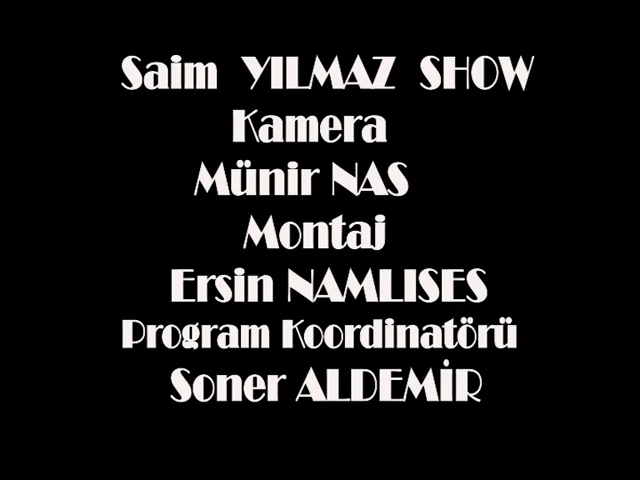 Saim YILMAZ SHOW
Kamera
Münir NAS
Montaj
Ersin NAMLISES
Program Koordinatörü
Soner ALDEMİR